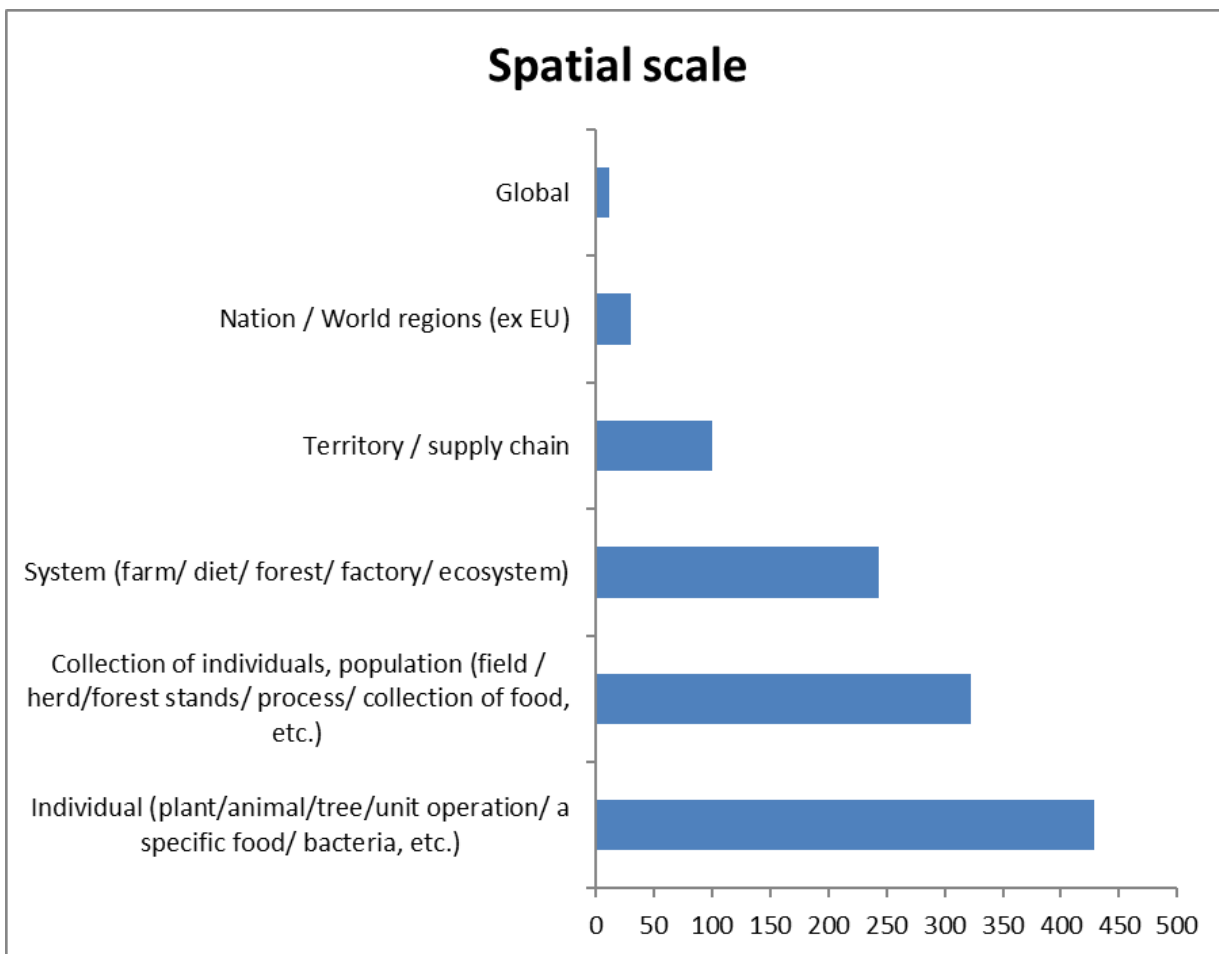 Spatial scale
Global
Nation / World regions (ex EU)
Territory / supply chain
System (farm/ diet/ forest/ factory/ ecosystem)
Collection of individuals, population (field /
herd/forest stands/ process/ collection of food,
etc.)
Individual (plant/animal/tree/unit operation/ a
specific food/ bacteria, etc.)
0 50 100 150 200 250 300 350 400 450 500